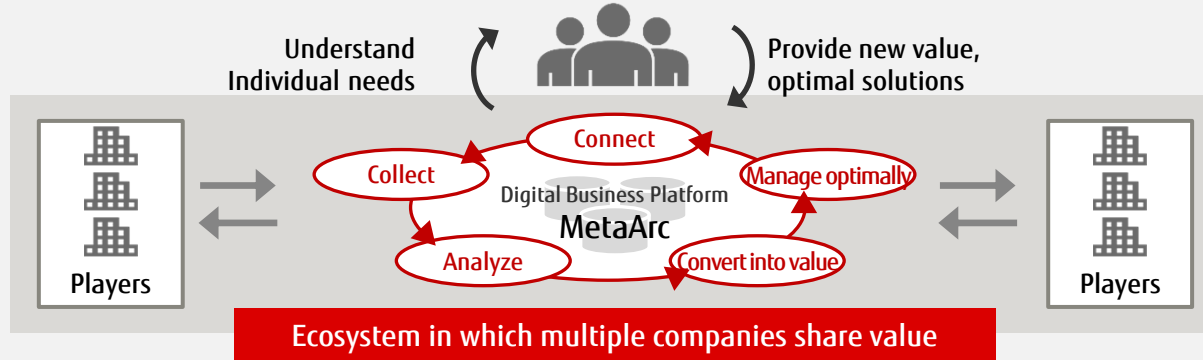 Understand
Individual needs
Provide new value,
optimal solutions
Connect
Collect
Manage optimally
Digital Business Platform
MetaArc
Analyze
Convert into value
Players
Players
Ecosystem in which multiple companies share value